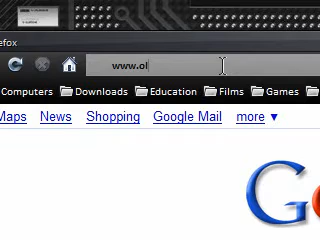 efox
www.ol
Computers Downloads Education Films Games
Maps News Shopping Google Mail more ▼
G